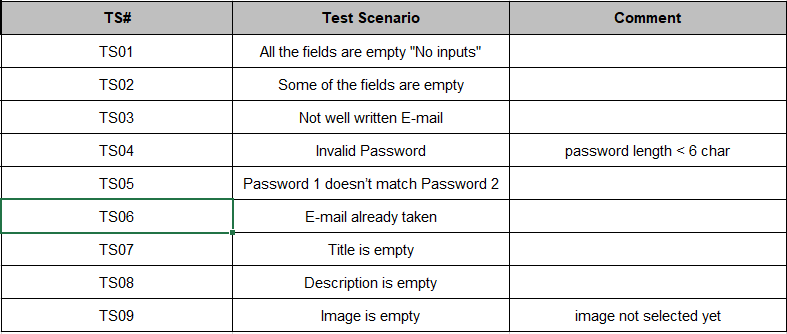 TS# Test Scenario Comment
TS01 All the fields are empty "No inputs"
TS02 Some of the fields are empty
TS03 Not well written E-mail
TS04 Invalid Password password length < 6 char
TS05 Password 1 doesn’t match Password 2
TS06 E-mail already taken
TS07 Title is empty
TS08 Description is empty
TS09 Image is empty image not selected yet